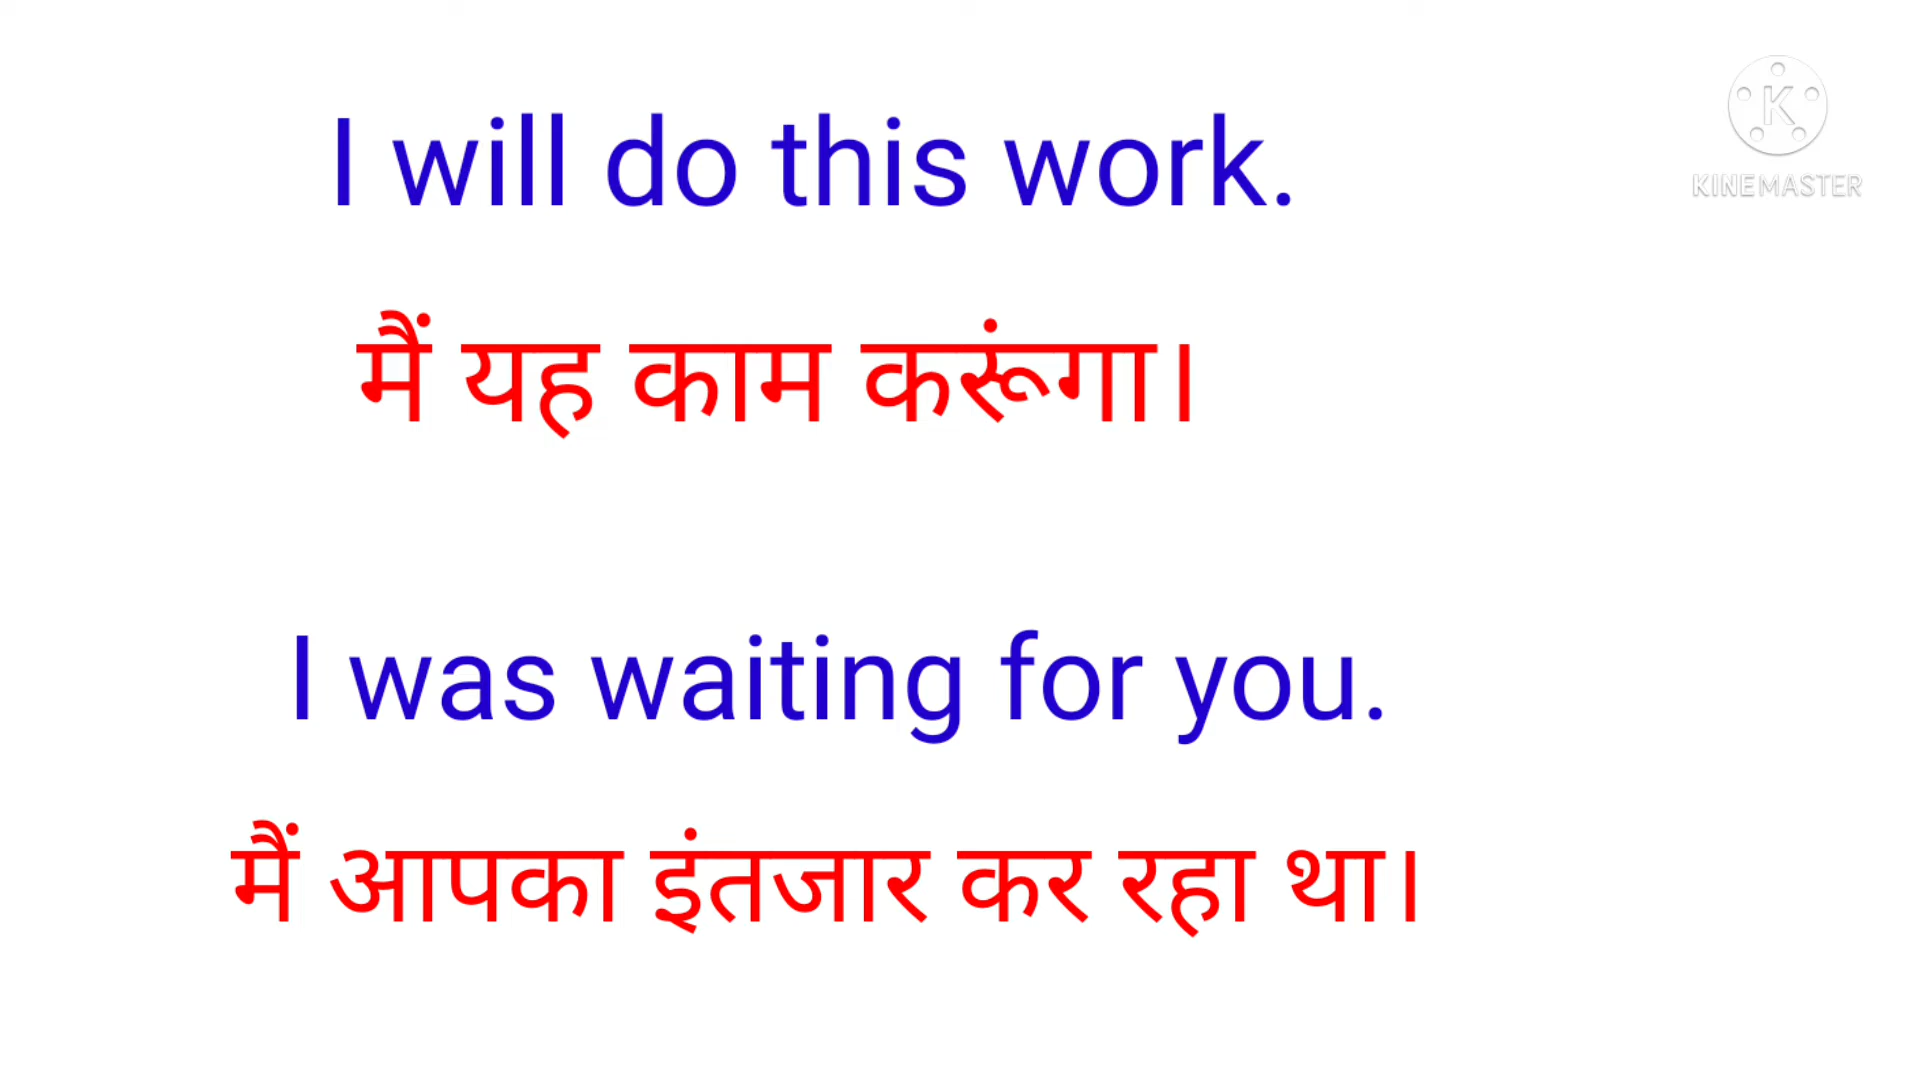 I will do this work.
KINEMASTER
मैं यह काम करूंगा।
I was waiting for you.
मैं आपका इंतजार कर रहा था।